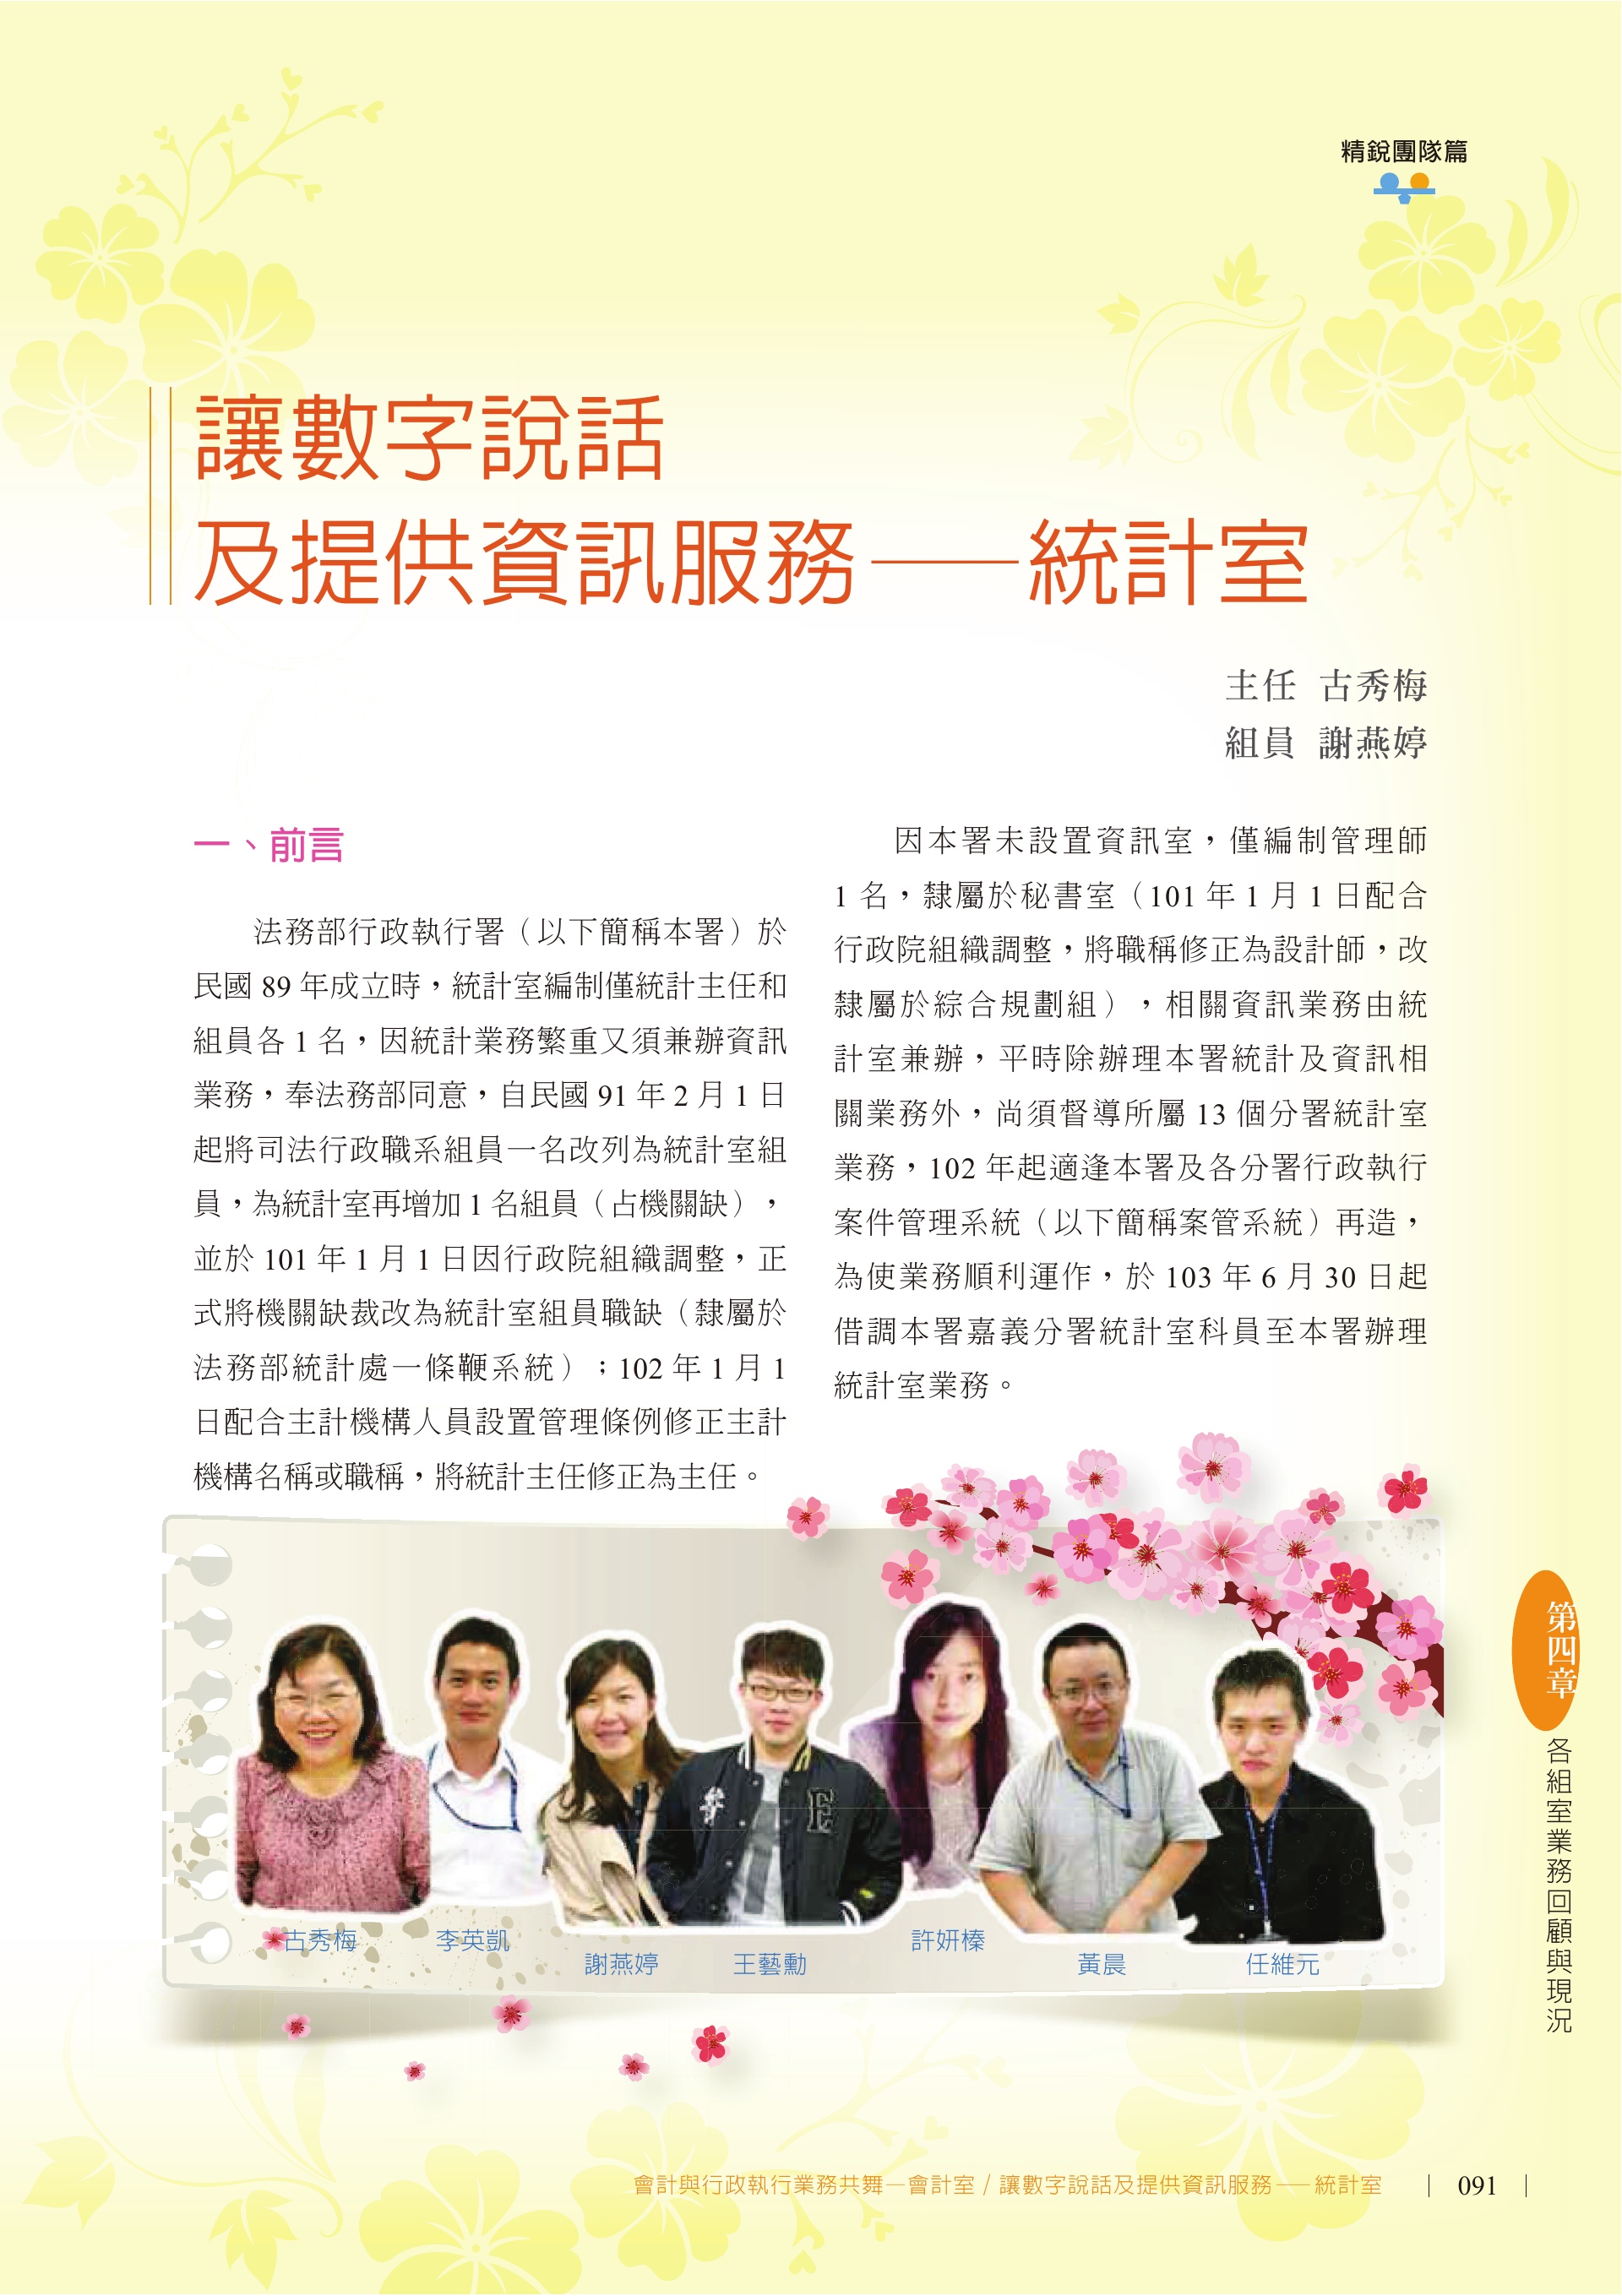 精銳團隊篇
讓數字說話
及提供資訊服務——統計室
主任 古秀梅
組員 謝燕婷
一、前言
法務部行政執行署（以下簡稱本署）於
民國 89 年成立時，統計室編制僅統計主任和
組員各 1 名，因統計業務繁重又須兼辦資訊
業務，奉法務部同意，自民國 91 年 2 月 1 日
起將司法行政職系組員一名改列為統計室組
員，為統計室再增加 1 名組員（占機關缺），
並於 101 年 1 月 1 日因行政院組織調整，正
式將機關缺裁改為統計室組員職缺（隸屬於
法務部統計處一條鞭系統）；102 年 1 月 1
日配合主計機構人員設置管理條例修正主計
機構名稱或職稱，將統計主任修正為主任。
因本署未設置資訊室，僅編制管理師
1 名，隸屬於秘書室（101 年 1 月 1 日配合
行政院組織調整，將職稱修正為設計師，改
隸屬於綜合規劃組），相關資訊業務由統
計室兼辦，平時除辦理本署統計及資訊相
關業務外，尚須督導所屬 13 個分署統計室
業務，102 年起適逢本署及各分署行政執行
案件管理系統（以下簡稱案管系統）再造，
為使業務順利運作，於 103 年 6 月 30 日起
借調本署嘉義分署統計室科員至本署辦理
統計室業務。
古秀梅
李英凱
謝燕婷
王藝勳
許妍榛
黃晨
任維元
第四章
各組室業務回顧與現況
會計與行政執行業務共舞—會計室 / 讓數字說話及提供資訊服務——統計室 | 091 |